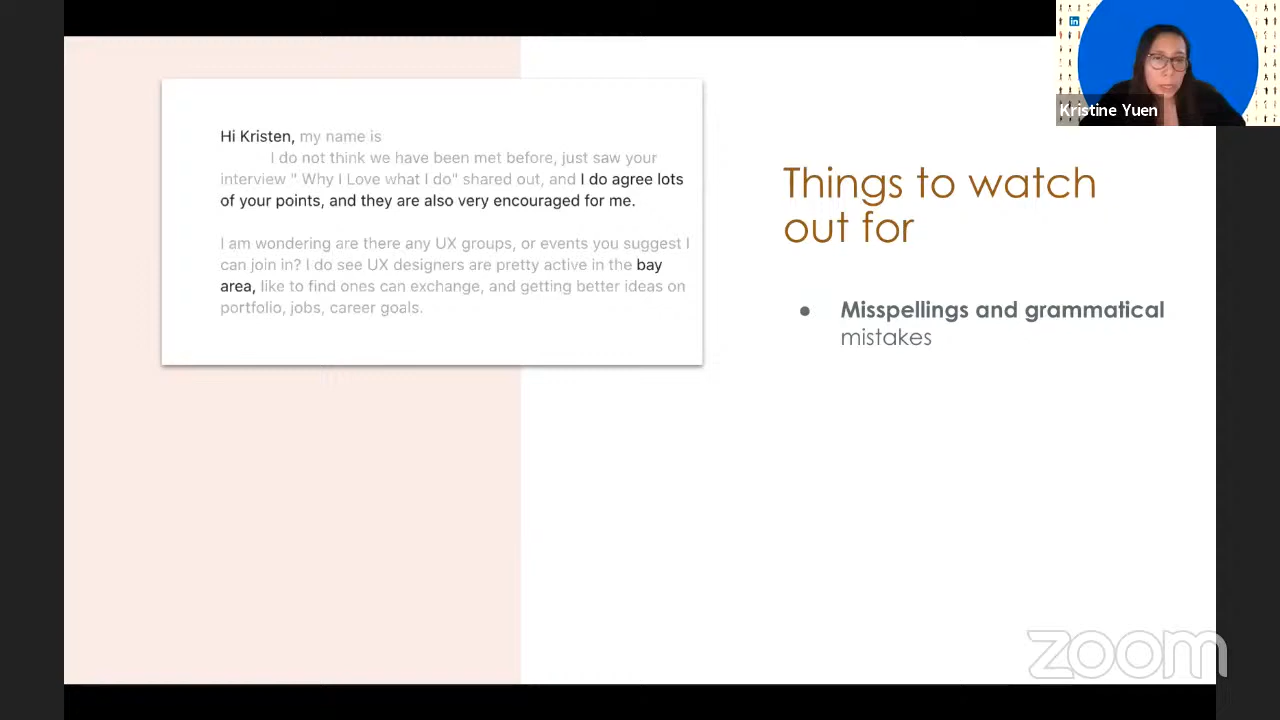 Hi Kristen, my name is
I do not think we have been met before, just saw your
interview " Why I Love what I do" shared out, and I do agree lots
of your points, and they are also very encouraged for me.
I am wondering are there any UX groups, or events you suggest I
can join in? I do see UX designers are pretty active in the bay
area, like to find ones can exchange, and getting better ideas on
portfolio, jobs, career goals.
in
Kristine Yuen
Things to watch
out for
● Misspellings and grammatical
mistakes
zoom